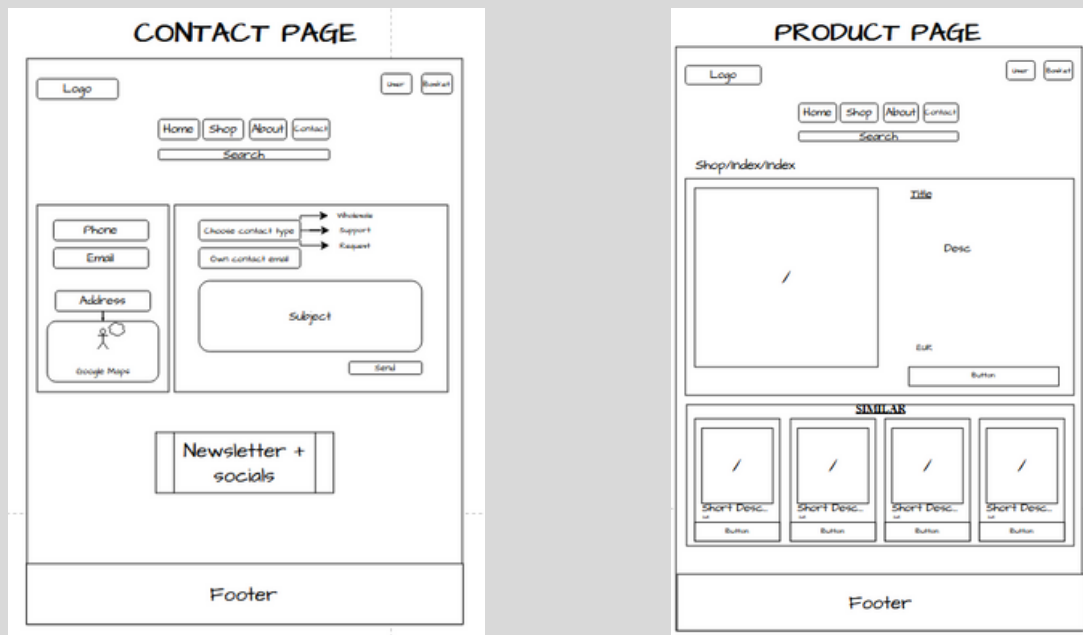 CONTACT PAGE
Logo
User
Basket
Home
Shop
About
Contact
Search
Phone
Email
Address
Google Maps
Choose contact type
Wholesale
Support
Request
Own contact email
Subject
Send
Newsletter +
socials
Footer
PRODUCT PAGE
Logo
User
Basket
Home
Shop
About
Contact
Search
Shop/Index/Index
/
Title
Desc
EUR
Button
SIMILAR
/
Short Desc...
Button
/
Short Desc...
Button
/
Short Desc...
Button
/
Short Desc...
Button
Footer